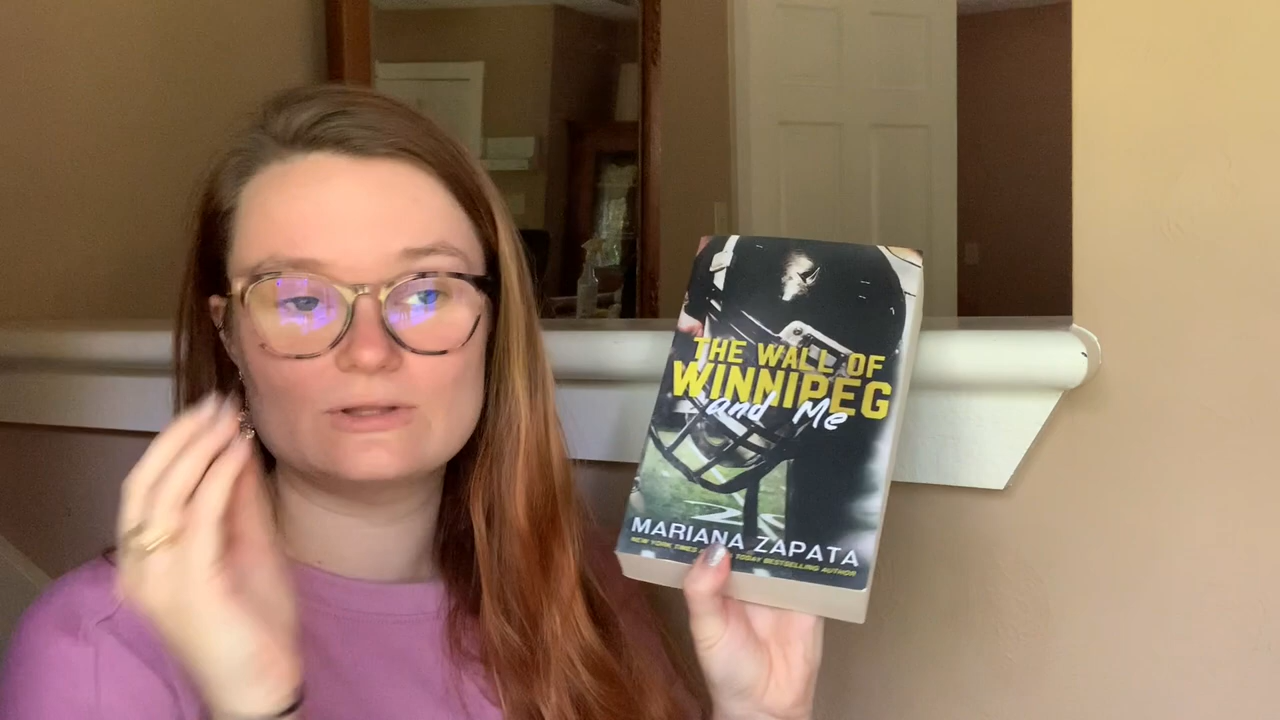 THE WALL OF
WINNIPEG
and Me
MARIANA ZAPATA
NEW YORK TIMES TODAY BESTSELLING AUTHOR